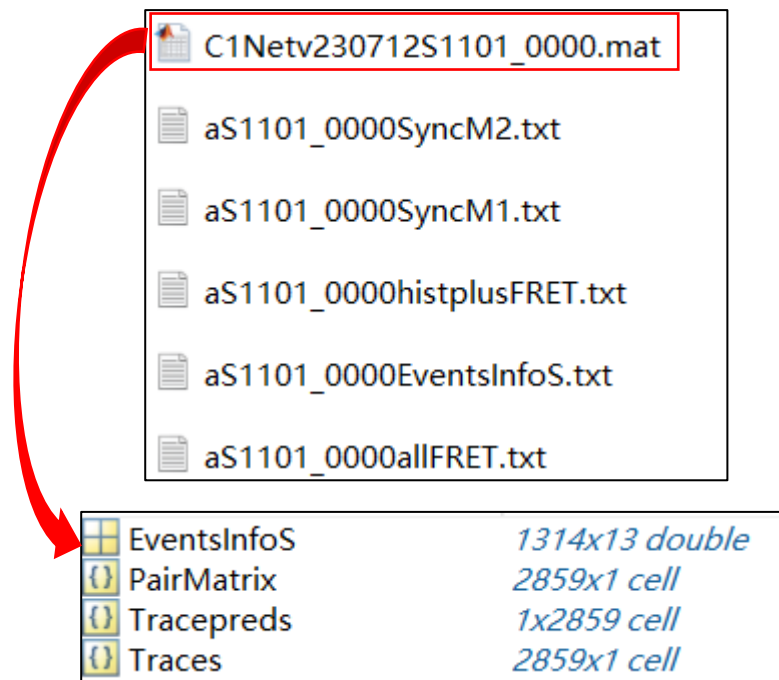 C1Netv230712S1101_0000.mat
aS1101_0000SyncM2.txt
aS1101_0000SyncM1.txt
aS1101_0000histplusFRET.txt
aS1101_0000EventsInfoS.txt
aS1101_0000allFRET.txt
EventsInfoS 1314x13 double
PairMatrix 2859x1 cell
Tracepreds 1x2859 cell
Traces 2859x1 cell